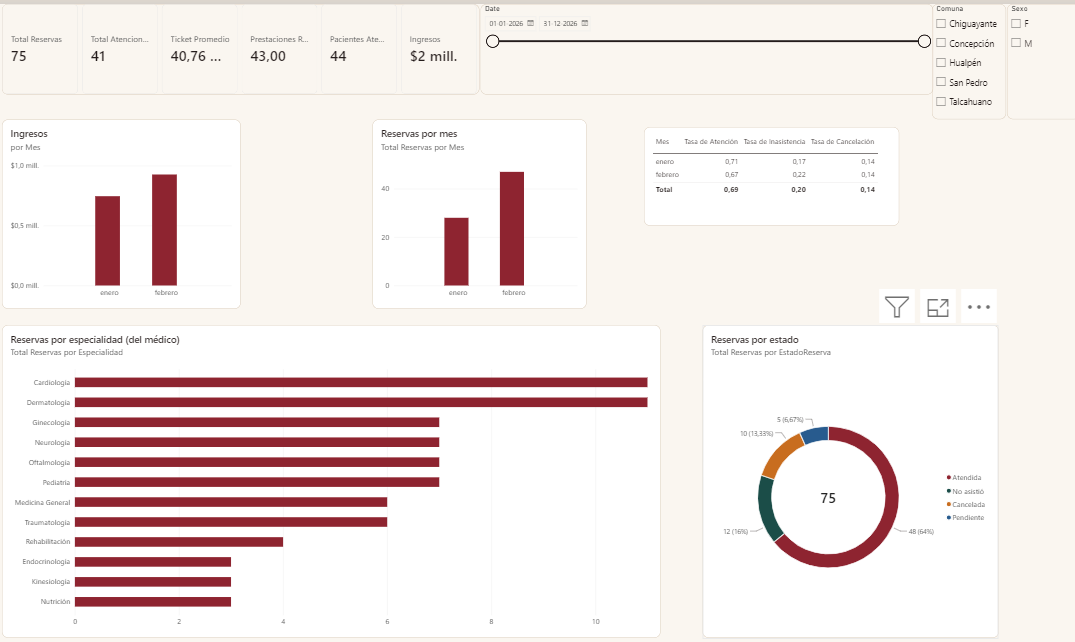 Total Reservas
75
Total Atencion...
41
Ticket Promedio
40,76 ...
Prestaciones R...
43,00
Pacientes Ate...
44
Ingresos
$2 mill.
Date
01-01-2026 31-12-2026
Comuna
Chiguayante
Concepción
Hualpén
San Pedro
Talcahuano
Sexo
F
M
Ingresos
por Mes
$1,0 mill.
$0,5 mill.
$0,0 mill.
enero febrero
Reservas por mes
Total Reservas por Mes
40
20
0
enero febrero
Mes Tasa de Atención Tasa de Inasistencia Tasa de Cancelación
enero 0,71 0,17 0,14
febrero 0,67 0,22 0,14
Total 0,69 0,20 0,14
Reservas por especialidad (del médico)
Total Reservas por Especialidad
Cardiología
Dermatología
Ginecología
Neurología
Oftalmología
Pediatría
Medicina General
Traumatología
Rehabilitación
Endocrinología
Kinesiología
Nutrición
0 2 4 6 8 10
Reservas por estado
Total Reservas por EstadoReserva
5 (6,67%)
10 (13,33%)
75
12 (16%)
48 (64%)
Atendida
No asistió
Cancelada
Pendiente